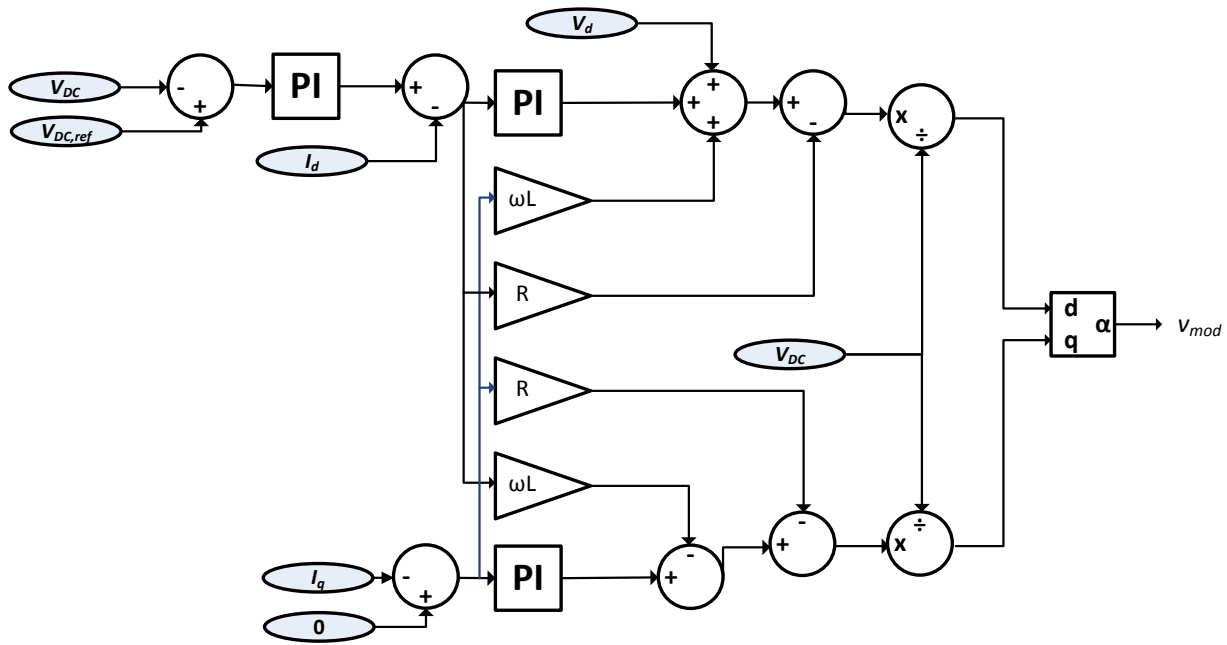 V_d
V_DC
-
+
PI
+
-
PI
+
+
+
+
-
x
÷
V_DC,ref
I_d
ωL
R
V_DC
d
q
α
v_mod
R
ωL
I_q
-
+
PI
+
-
+
-
x
÷
0